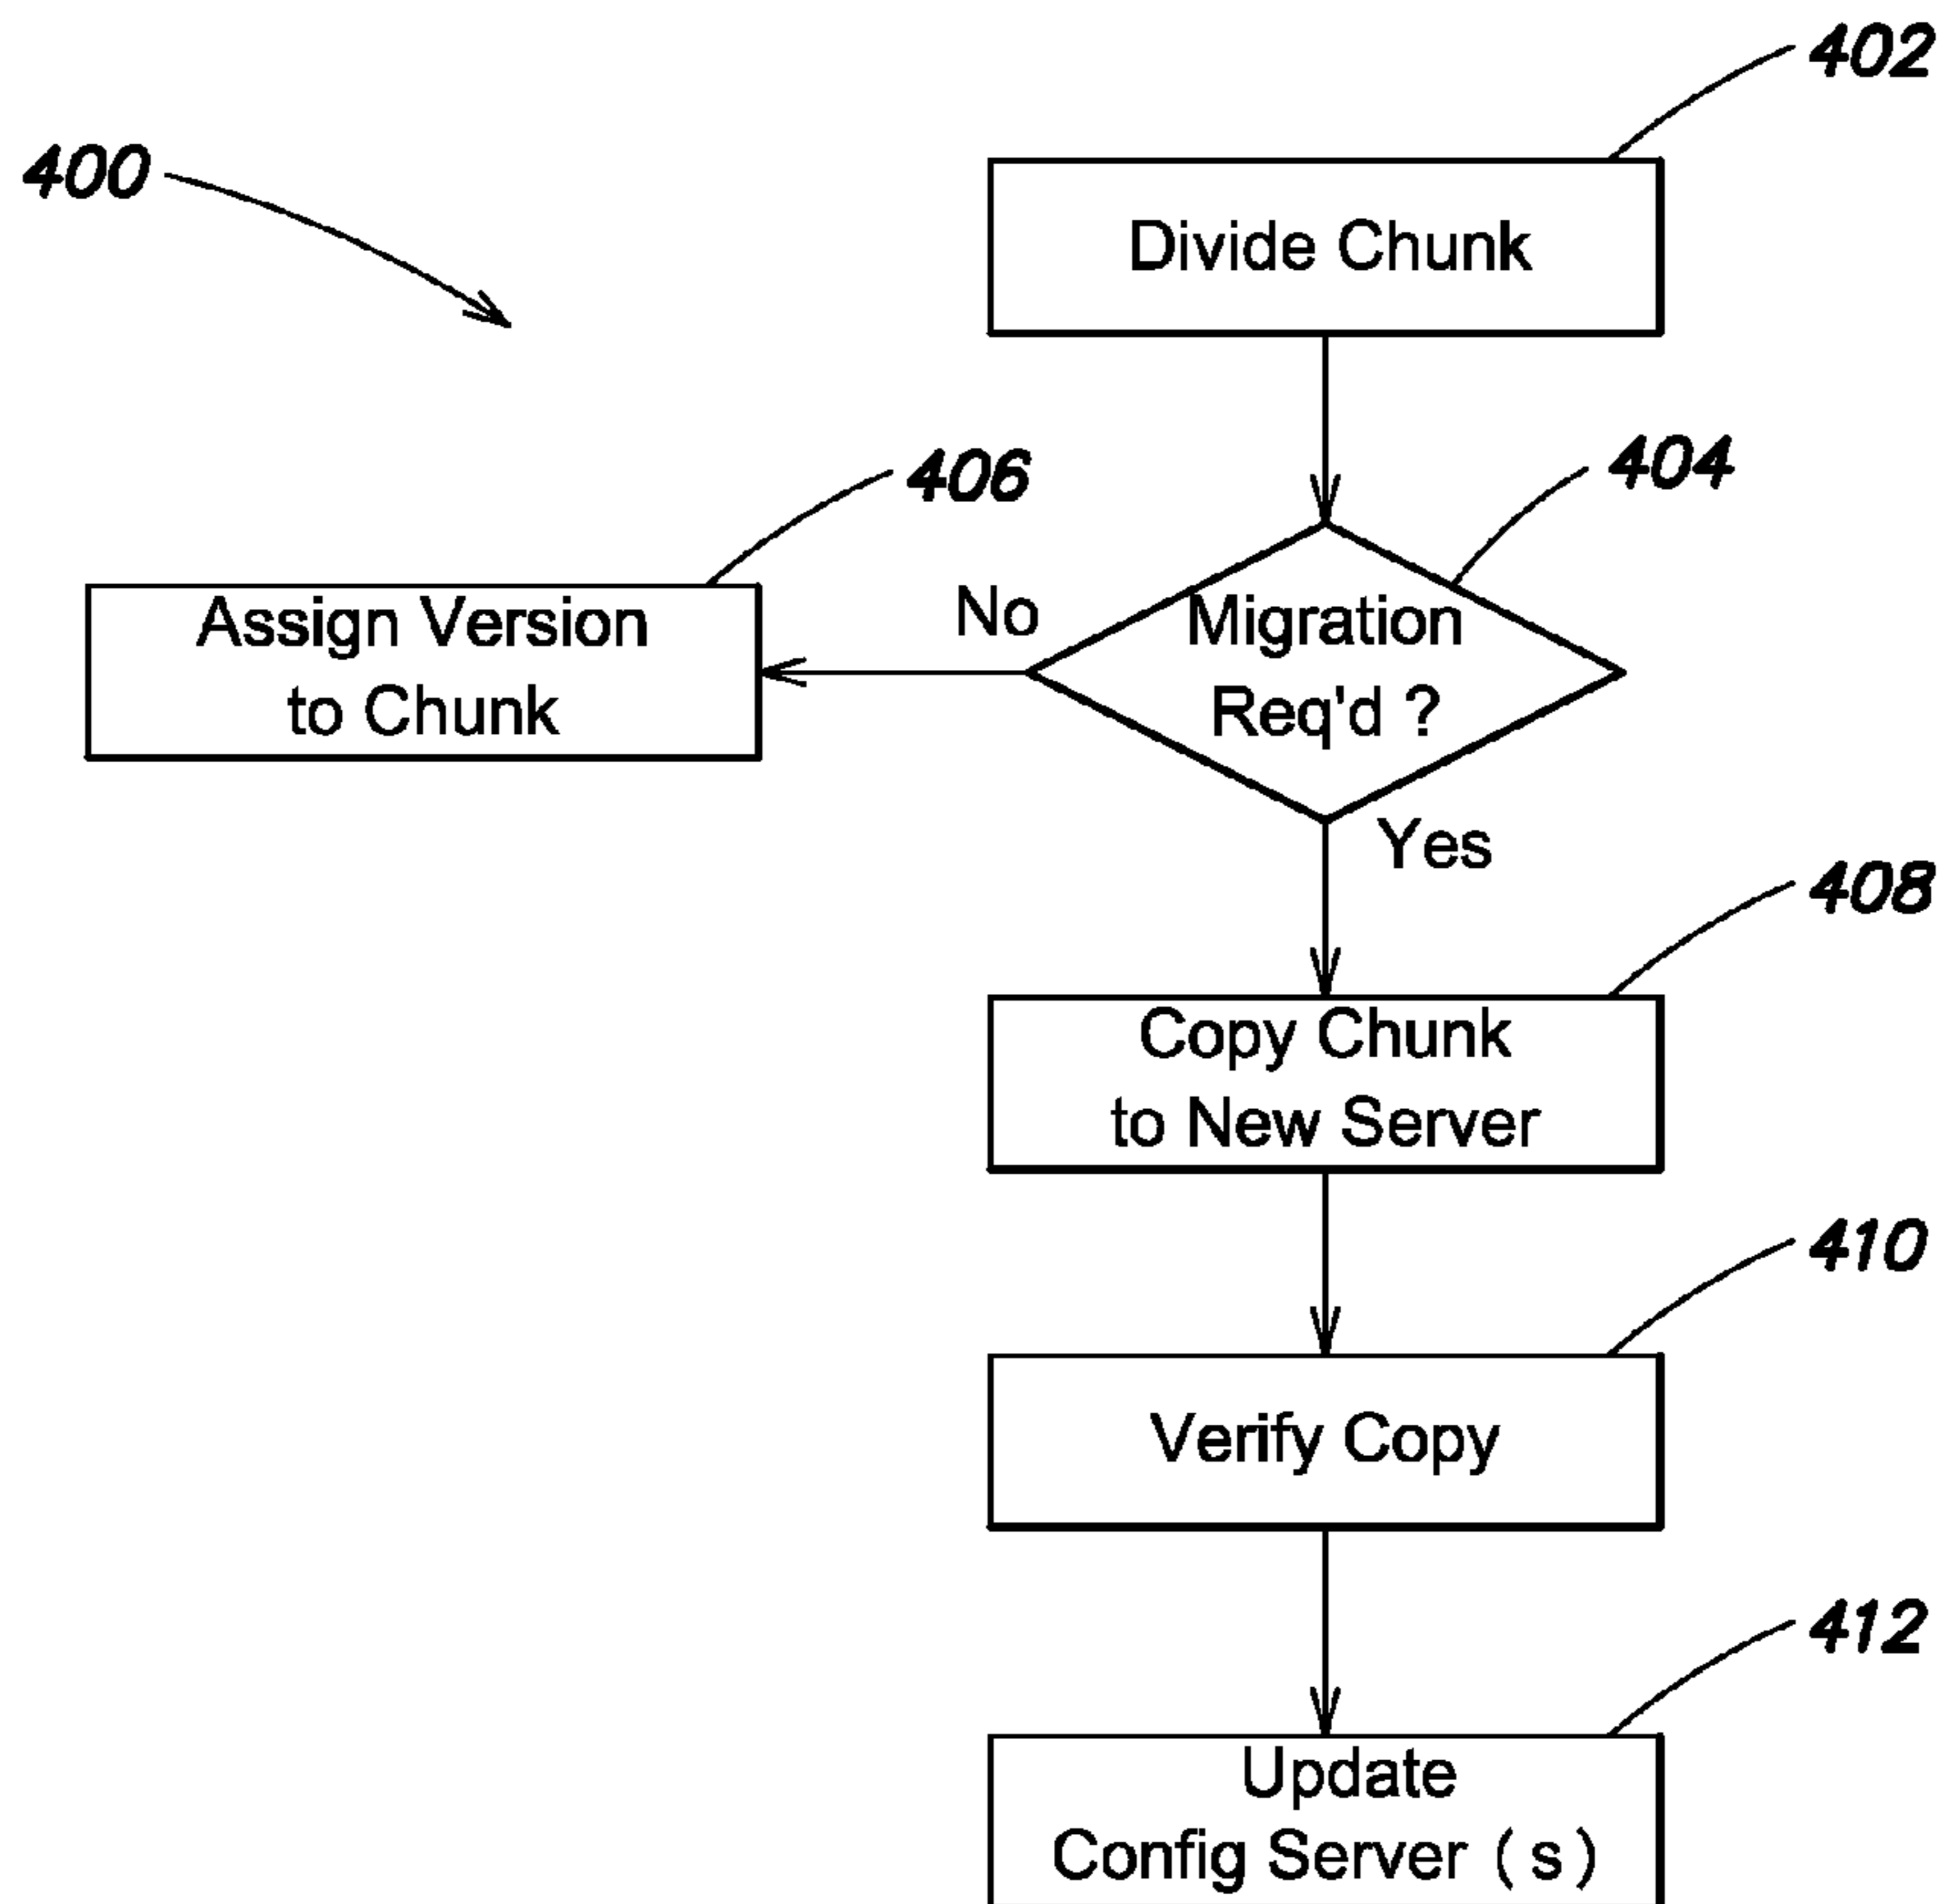 402
400
Divide Chunk
406
404
Assign Version
to Chunk
No
Migration
Req'd ?
Yes
408
Copy Chunk
to New Server
410
Verify Copy
412
Update
Config Server ( s )